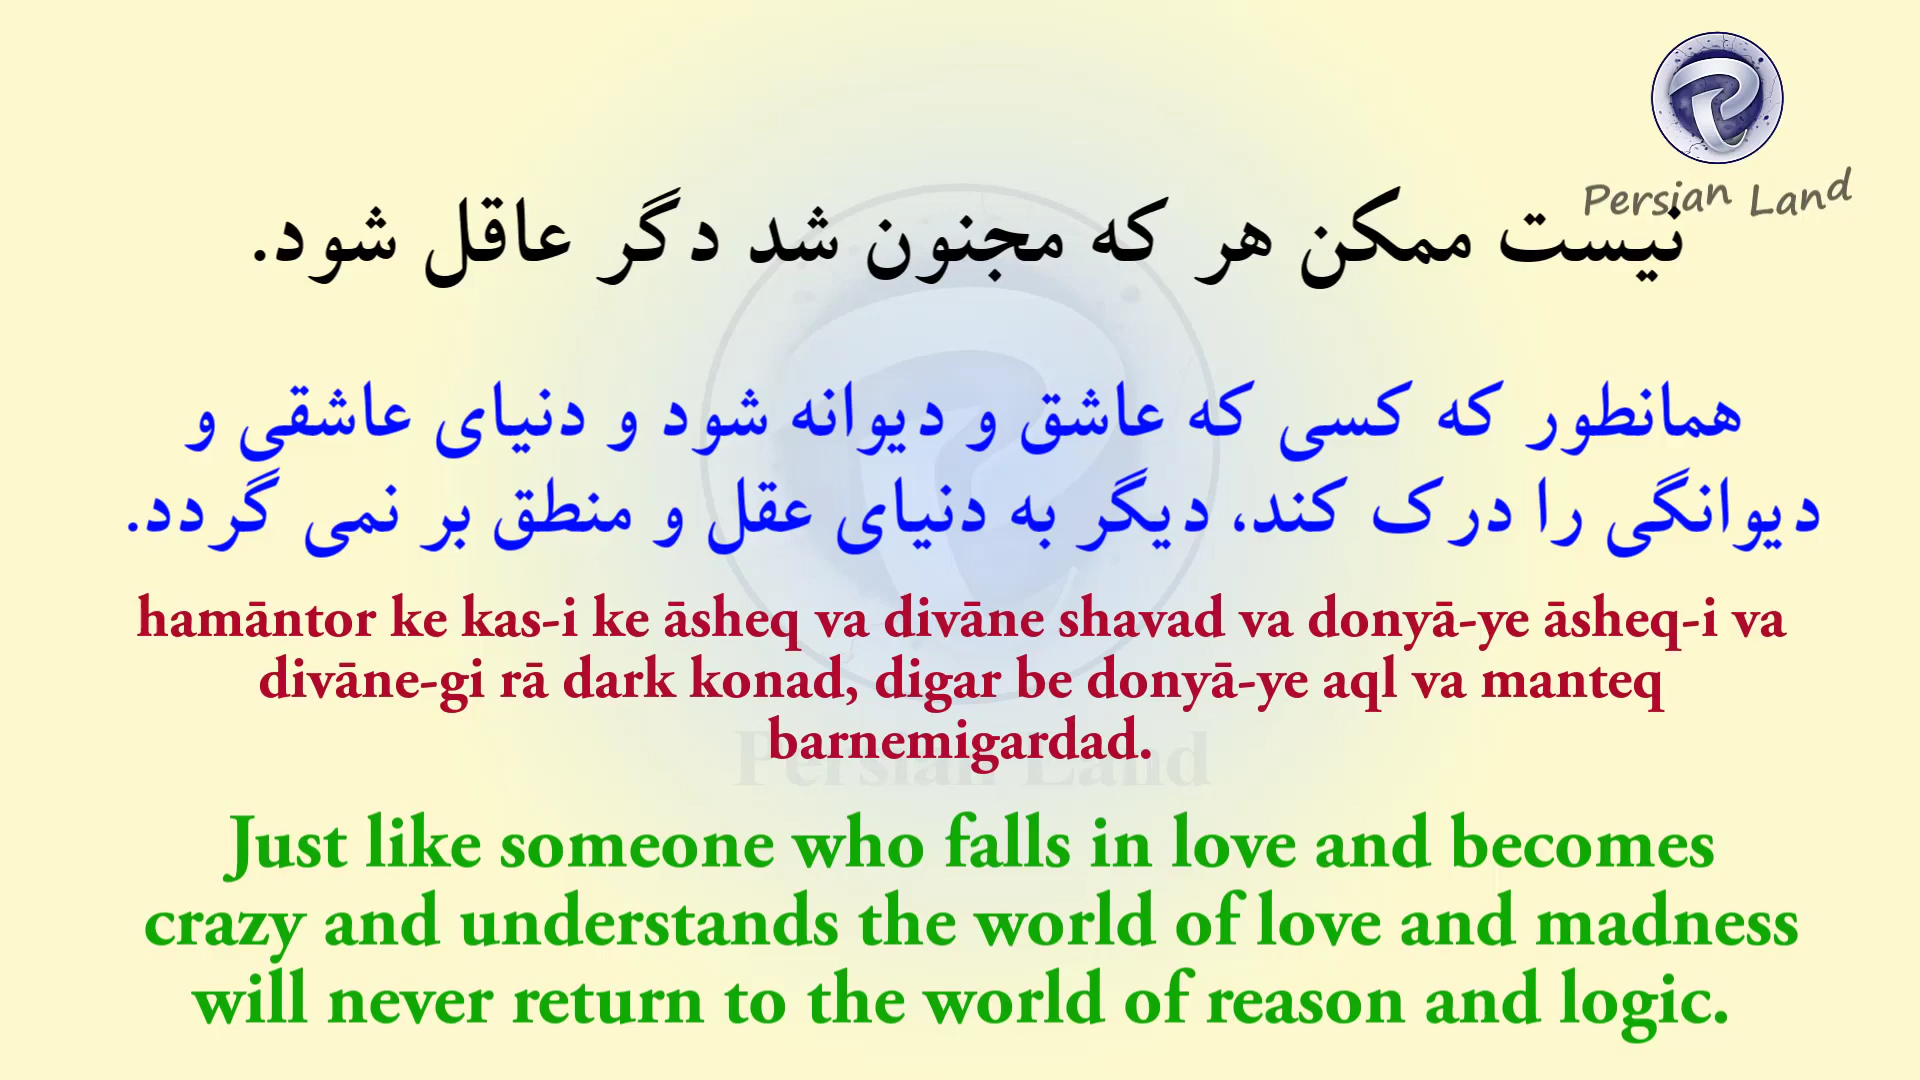 Persian Land
نیست ممکن هر که مجنون شد دگر عاقل شود.
همانطور که کسی که عاشق و دیوانه شود و دنیای عاشقی و
دیوانگی را درک کند، دیگر به دنیای عقل و منطق بر نمی گردد.
hamāntor ke kas-i ke āsheq va divāne shavad va donyā-ye āsheq-i va
divāne-gi rā dark konad, digar be donyā-ye aql va manteq
barnemigardad.
Persian Land
Just like someone who falls in love and becomes
crazy and understands the world of love and madness
will never return to the world of reason and logic.